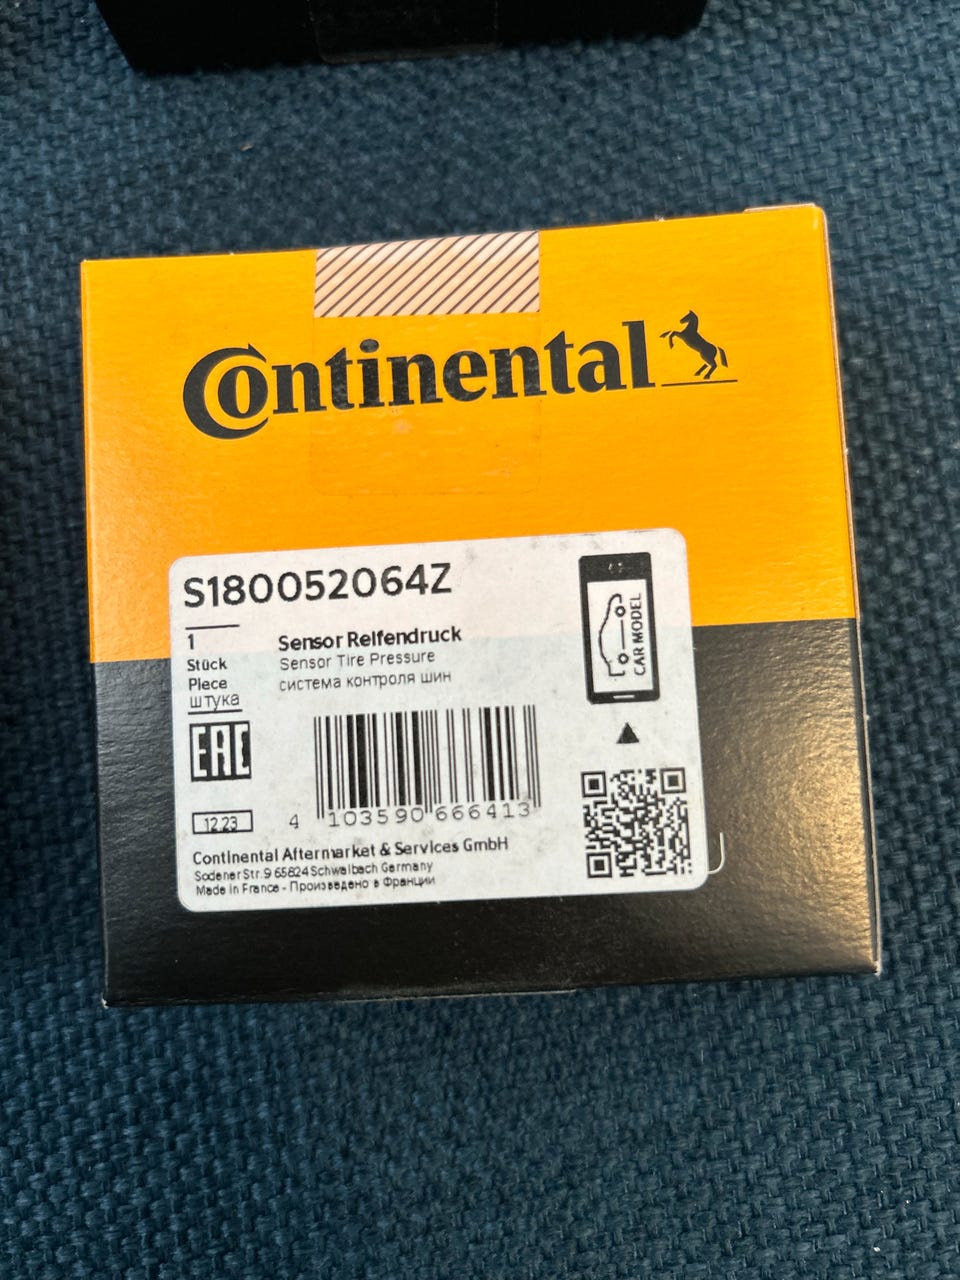 Continental
S180052064Z
1
Stück
Piece
штука
Sensor Reifendruck
Sensor Tire Pressure
система контроля шин
CAR MODEL
EAC
12.23
4 103590 666413
Continental Aftermarket & Services GmbH
Sodener Str. 9 65824 Schwalbach Germany
Made in France - Произведено в Франции